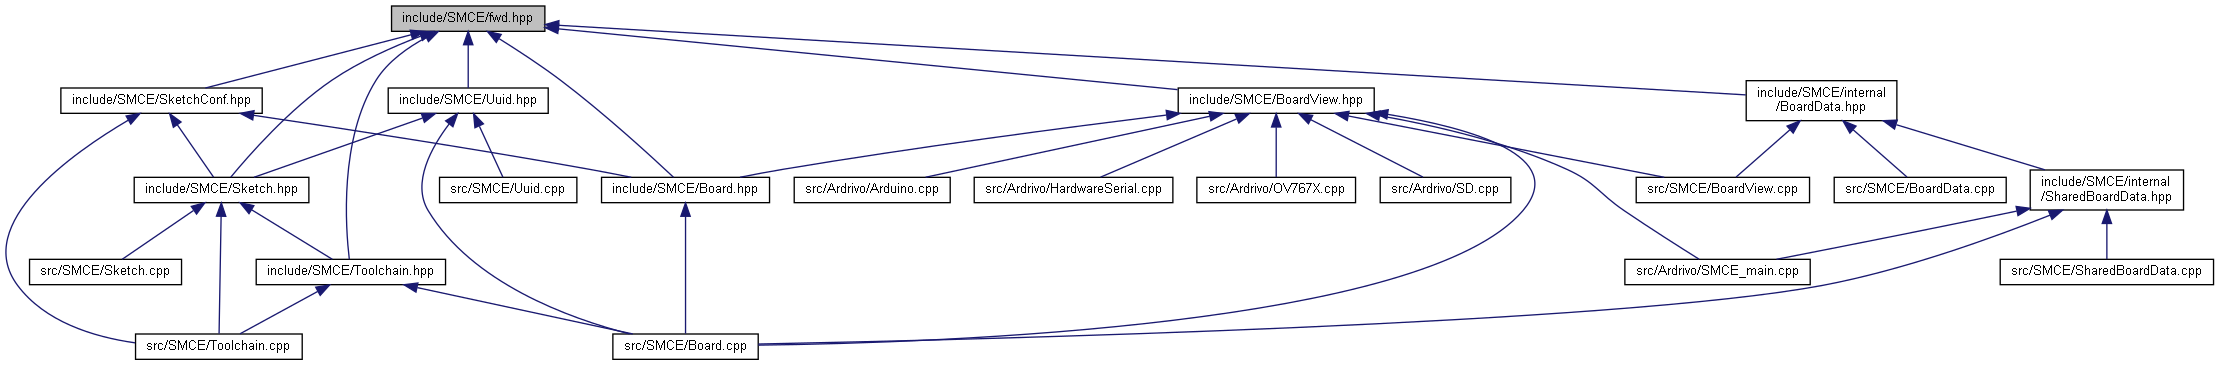 include/SMCE/fwd.hpp
include/SMCE/SketchConf.hpp
include/SMCE/Uuid.hpp
include/SMCE/BoardView.hpp
include/SMCE/internal
/BoardData.hpp
include/SMCE/Sketch.hpp
src/SMCE/Uuid.cpp
include/SMCE/Board.hpp
src/Ardrivo/Arduino.cpp
src/Ardrivo/HardwareSerial.cpp
src/Ardrivo/OV767X.cpp
src/Ardrivo/SD.cpp
src/SMCE/BoardView.cpp
src/SMCE/BoardData.cpp
include/SMCE/internal
/SharedBoardData.hpp
src/SMCE/Sketch.cpp
include/SMCE/Toolchain.hpp
src/Ardrivo/SMCE_main.cpp
src/SMCE/SharedBoardData.cpp
src/SMCE/Toolchain.cpp
src/SMCE/Board.cpp